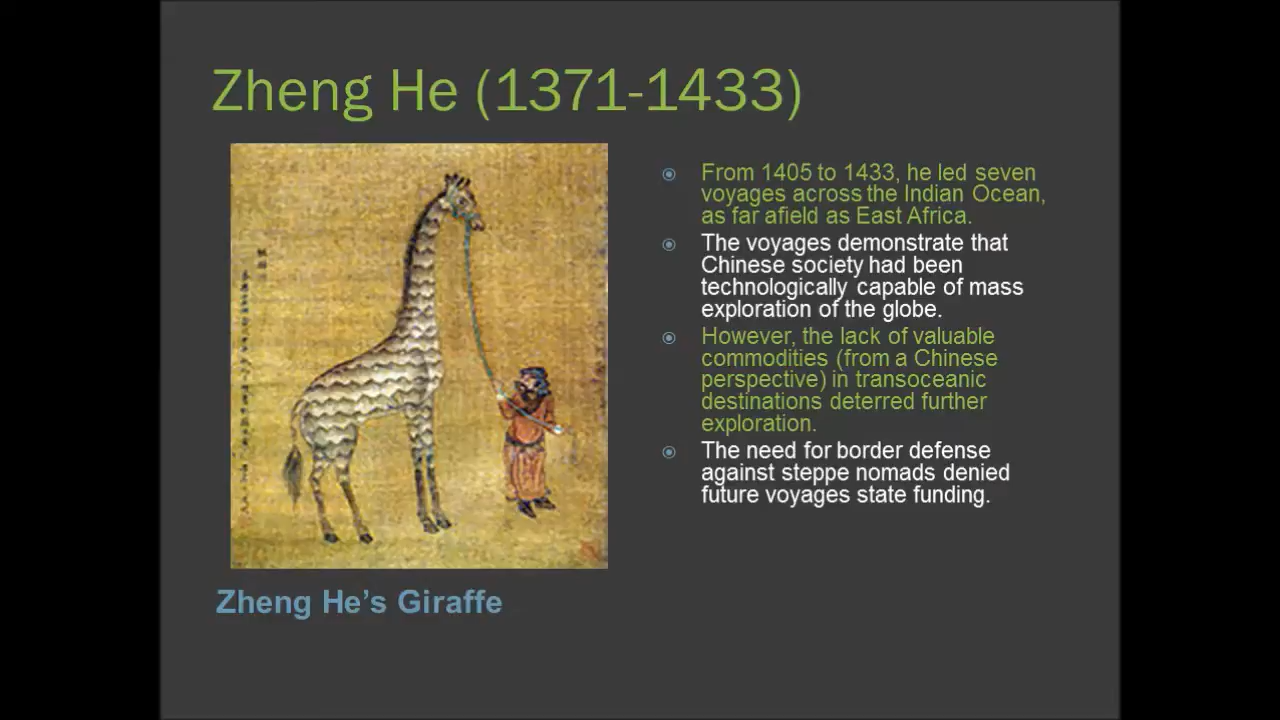 Zheng He (1371-1433)
From 1405 to 1433, he led seven
voyages across the Indian Ocean,
as far afield as East Africa.
The voyages demonstrate that
Chinese society had been
technologically capable of mass
exploration of the globe.
However, the lack of valuable
commodities (from a Chinese
perspective) in transoceanic
destinations deterred further
exploration.
The need for border defense
against steppe nomads denied
future voyages state funding.
Zheng He’s Giraffe